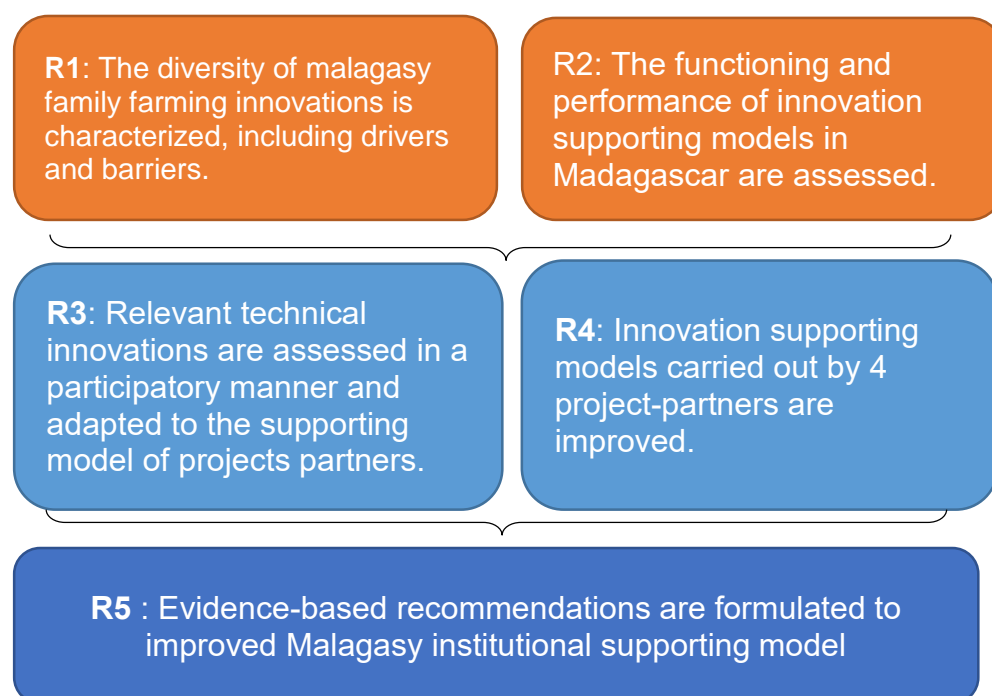 R1: The diversity of malagasy
family farming innovations is
characterized, including drivers
and barriers.
R2: The functioning and
performance of innovation
supporting models in
Madagascar are assessed.
R3: Relevant technical
innovations are assessed in a
participatory manner and
adapted to the supporting
model of projects partners.
R4: Innovation supporting
models carried out by 4
project-partners are
improved.
R5 : Evidence-based recommendations are formulated to
improved Malagasy institutional supporting model